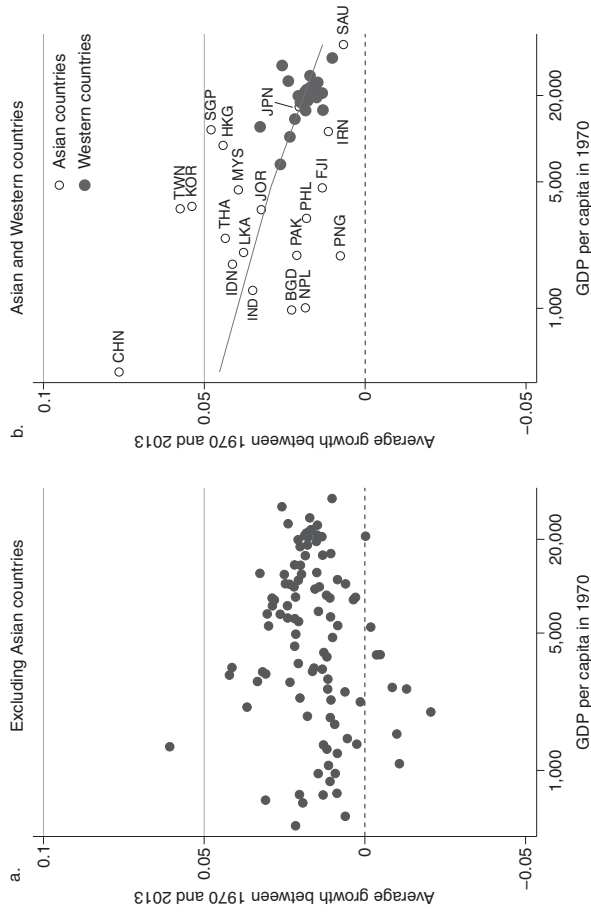 a.
Excluding Asian countries
0.1
0.05
0
−0.05
Average growth between 1970 and 2013
1,000
5,000
20,000
GDP per capita in 1970
b.
Asian and Western countries
Asian countries
Western countries
0.1
0.05
0
−0.05
Average growth between 1970 and 2013
CHN
TWN
KOR
SGP
HKG
THA
MYS
LKA
IDN
JOR
IND
JPN
BGD
NPL
PAK
PHL
FJI
IRN
PNG
SAU
1,000
5,000
20,000
GDP per capita in 1970